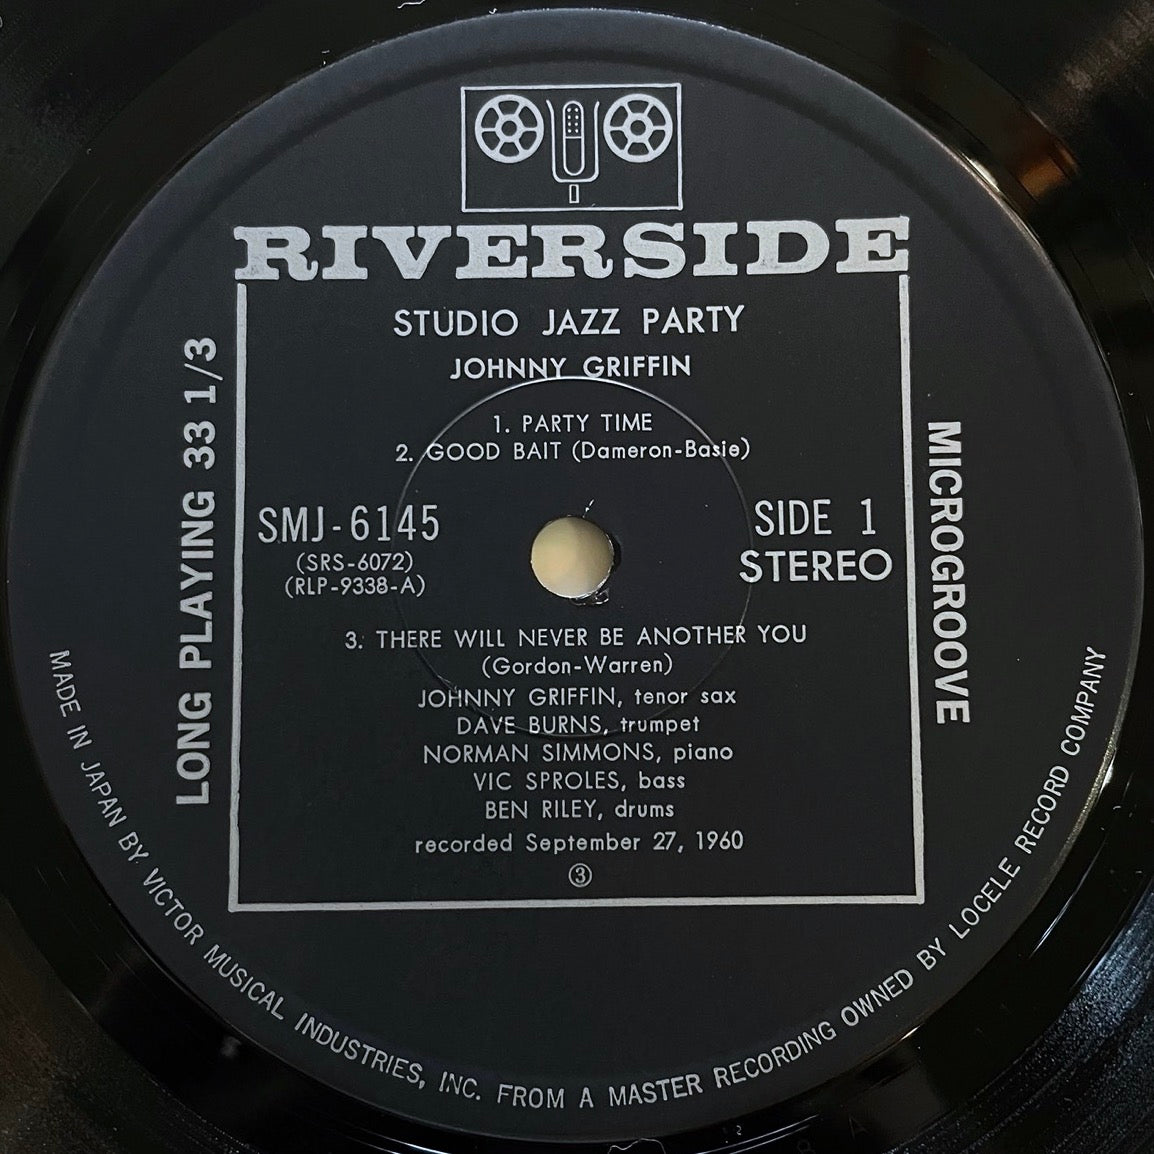 RIVERSIDE
STUDIO JAZZ PARTY
JOHNNY GRIFFIN
1. PARTY TIME
2. GOOD BAIT (Dameron-Basie)
SMJ-6145
(SRS-6072)
(RLP-9338-A)
SIDE 1
STEREO
3. THERE WILL NEVER BE ANOTHER YOU
(Gordon-Warren)
JOHNNY GRIFFIN, tenor sax
DAVE BURNS, trumpet
NORMAN SIMMONS, piano
VIC SPROLES, bass
BEN RILEY, drums
recorded September 27, 1960
③
LONG PLAYING 33 1/3
MICROGROOVE
MADE IN JAPAN BY VICTOR MUSICAL INDUSTRIES, INC. FROM A MASTER RECORDING OWNED BY LOCELE RECORD COMPANY